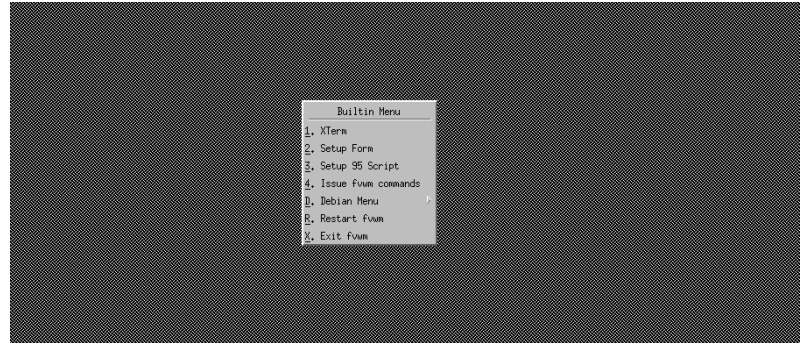 Builtin Menu
1. XTerm
2. Setup Form
3. Setup 95 Script
4. Issue fvwm commands
D. Debian Menu
R. Restart fvwm
X. Exit fvwm